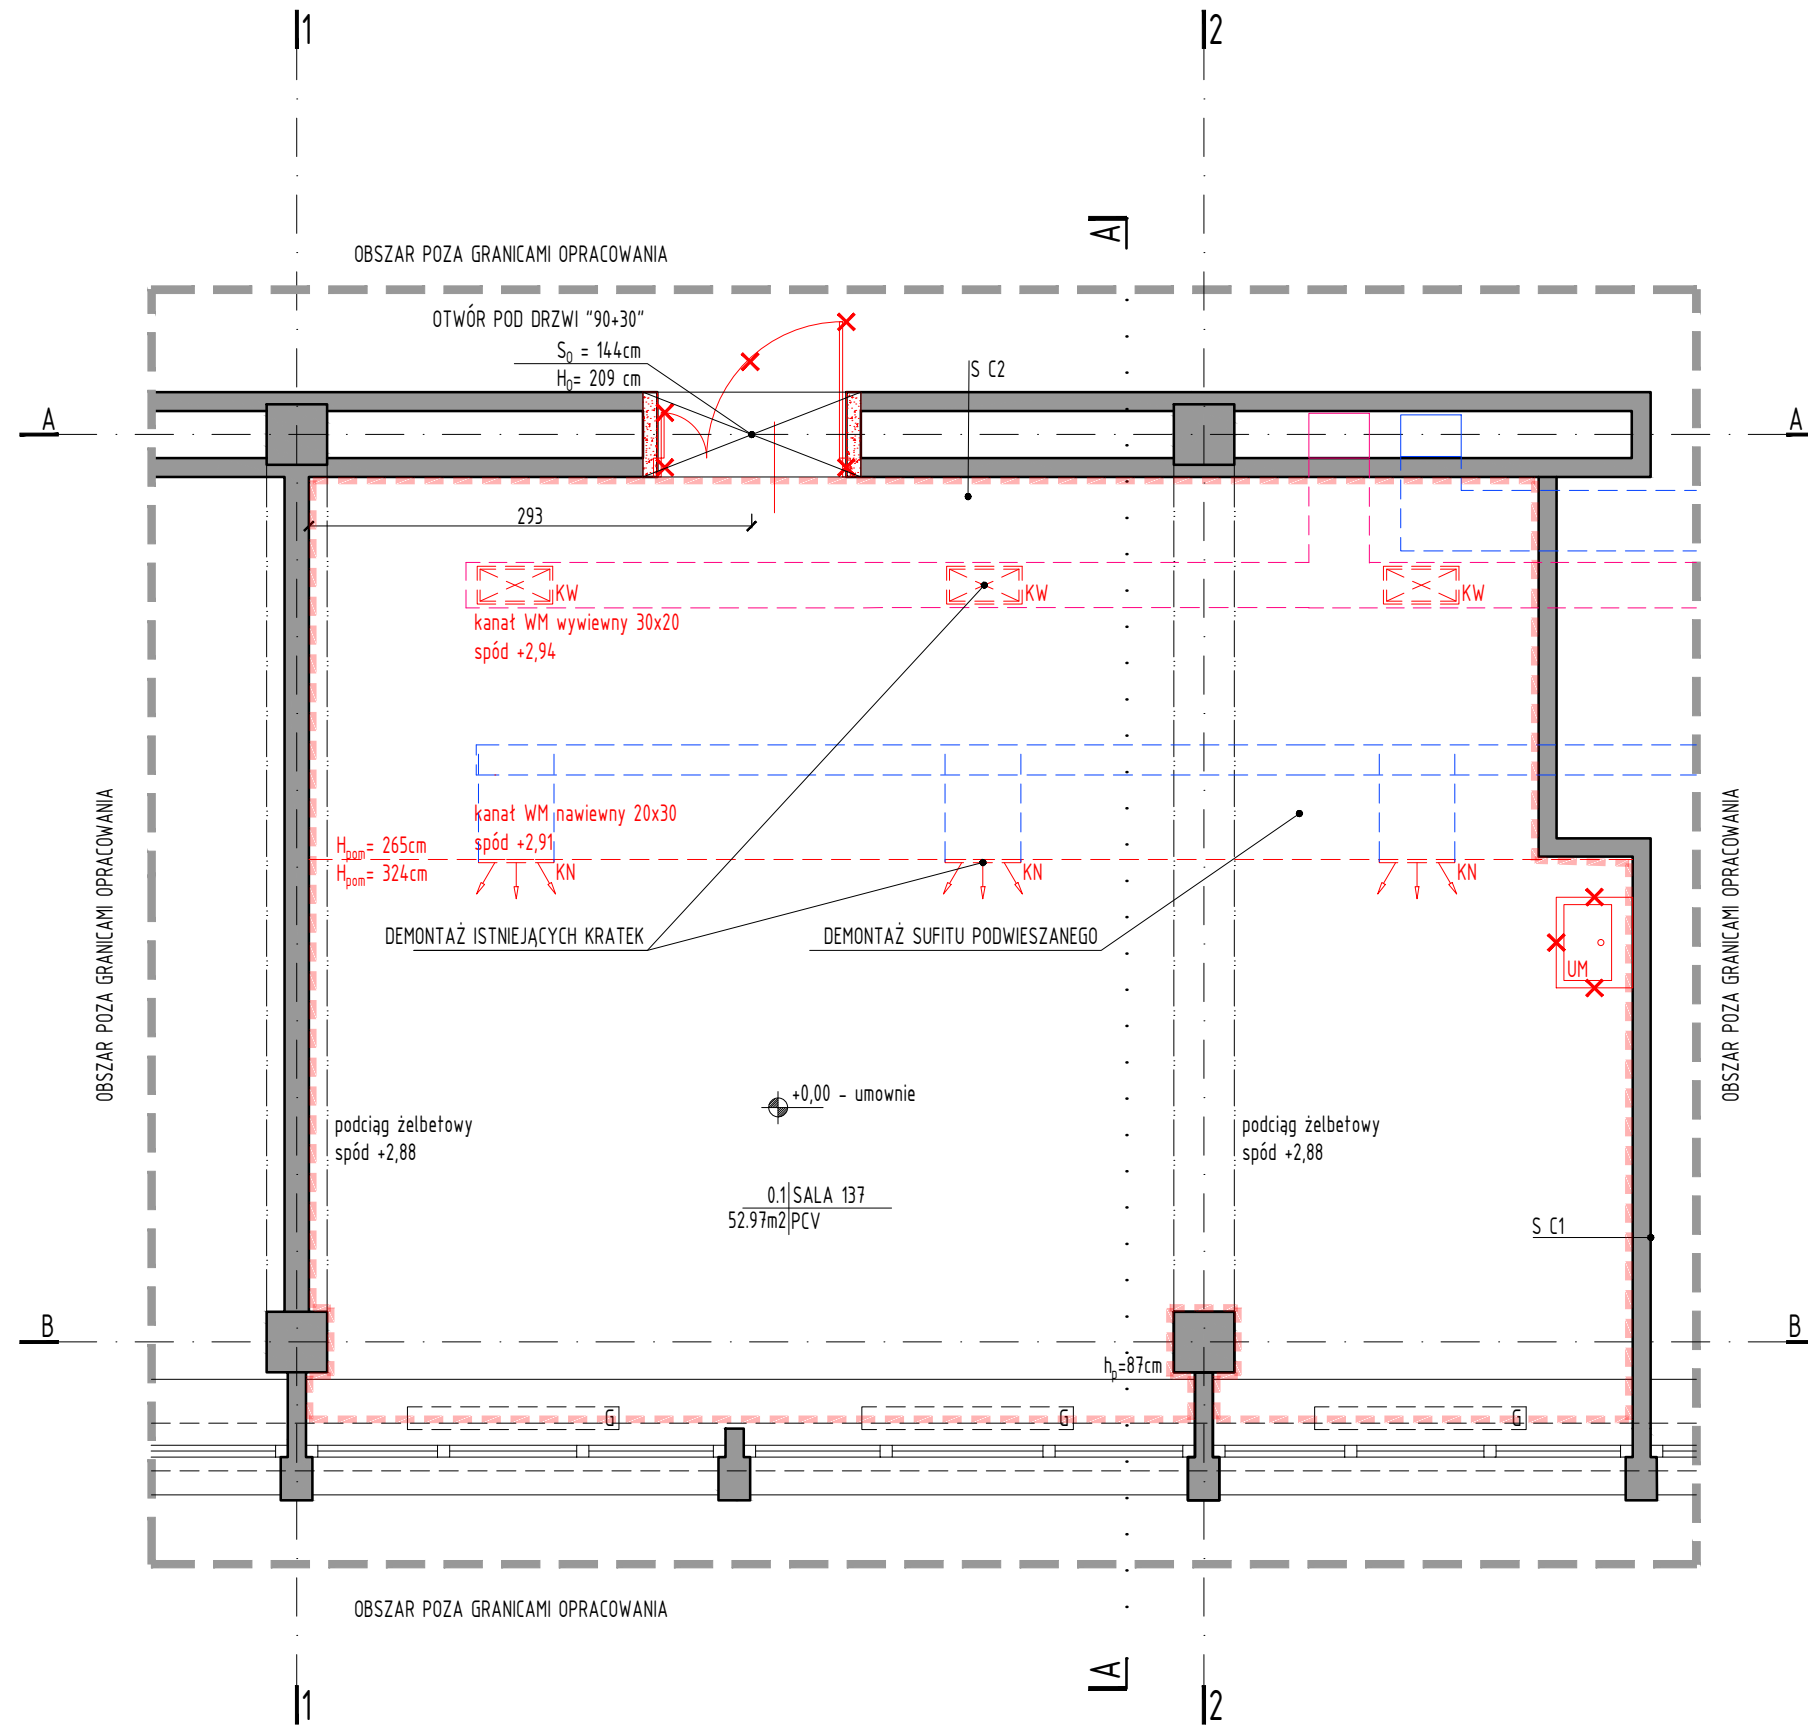 1
2
A
OBSZAR POZA GRANICAMI OPRACOWANIA
OTWÓR POD DRZWI "90+30"
S0 = 144cm
H0= 209 cm
S C2
A
A
293
KW
KW
KW
kanał WM wywiewny 30x20
spód +2,94
kanał WM nawiewny 20x30
spód +2,91
Hpom= 265cm
Hpom= 324cm
KN
KN
KN
OBSZAR POZA GRANICAMI OPRACOWANIA
OBSZAR POZA GRANICAMI OPRACOWANIA
DEMONTAŻ ISTNIEJĄCYCH KRATEK
DEMONTAŻ SUFITU PODWIESZANEGO
UM
+0,00 - umownie
podciąg żelbetowy
spód +2,88
podciąg żelbetowy
spód +2,88
0.1 SALA 137
52.97m2 PCV
S C1
B
B
hp=87cm
G
G
G
OBSZAR POZA GRANICAMI OPRACOWANIA
A
1
2